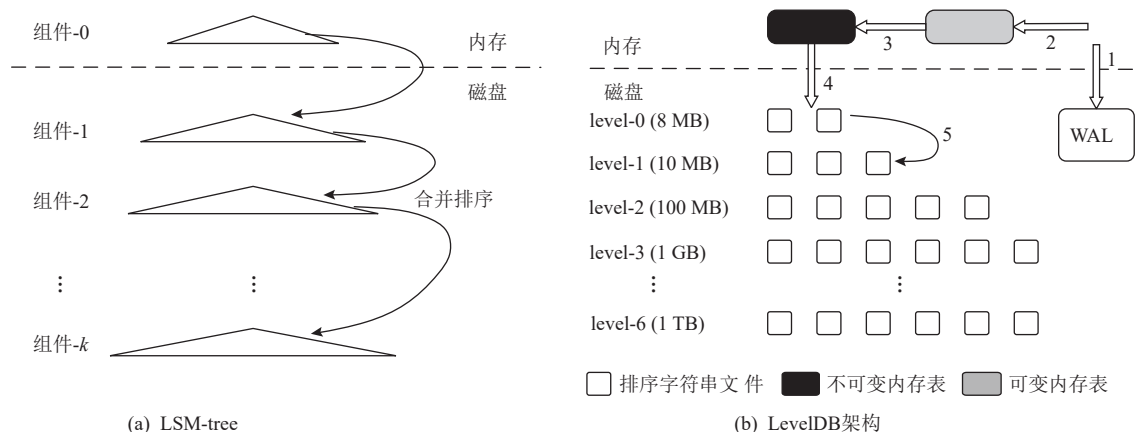 组件-0
内存
磁盘
组件-1
组件-2
合并排序
⋮
⋮
组件-k
(a) LSM-tree
内存
3
2
1
4
磁盘
level-0 (8 MB)
5
WAL
level-1 (10 MB)
level-2 (100 MB)
level-3 (1 GB)
⋮
⋮
level-6 (1 TB)
排序字符串文 件
不可变内存表
可变内存表
(b) LevelDB架构